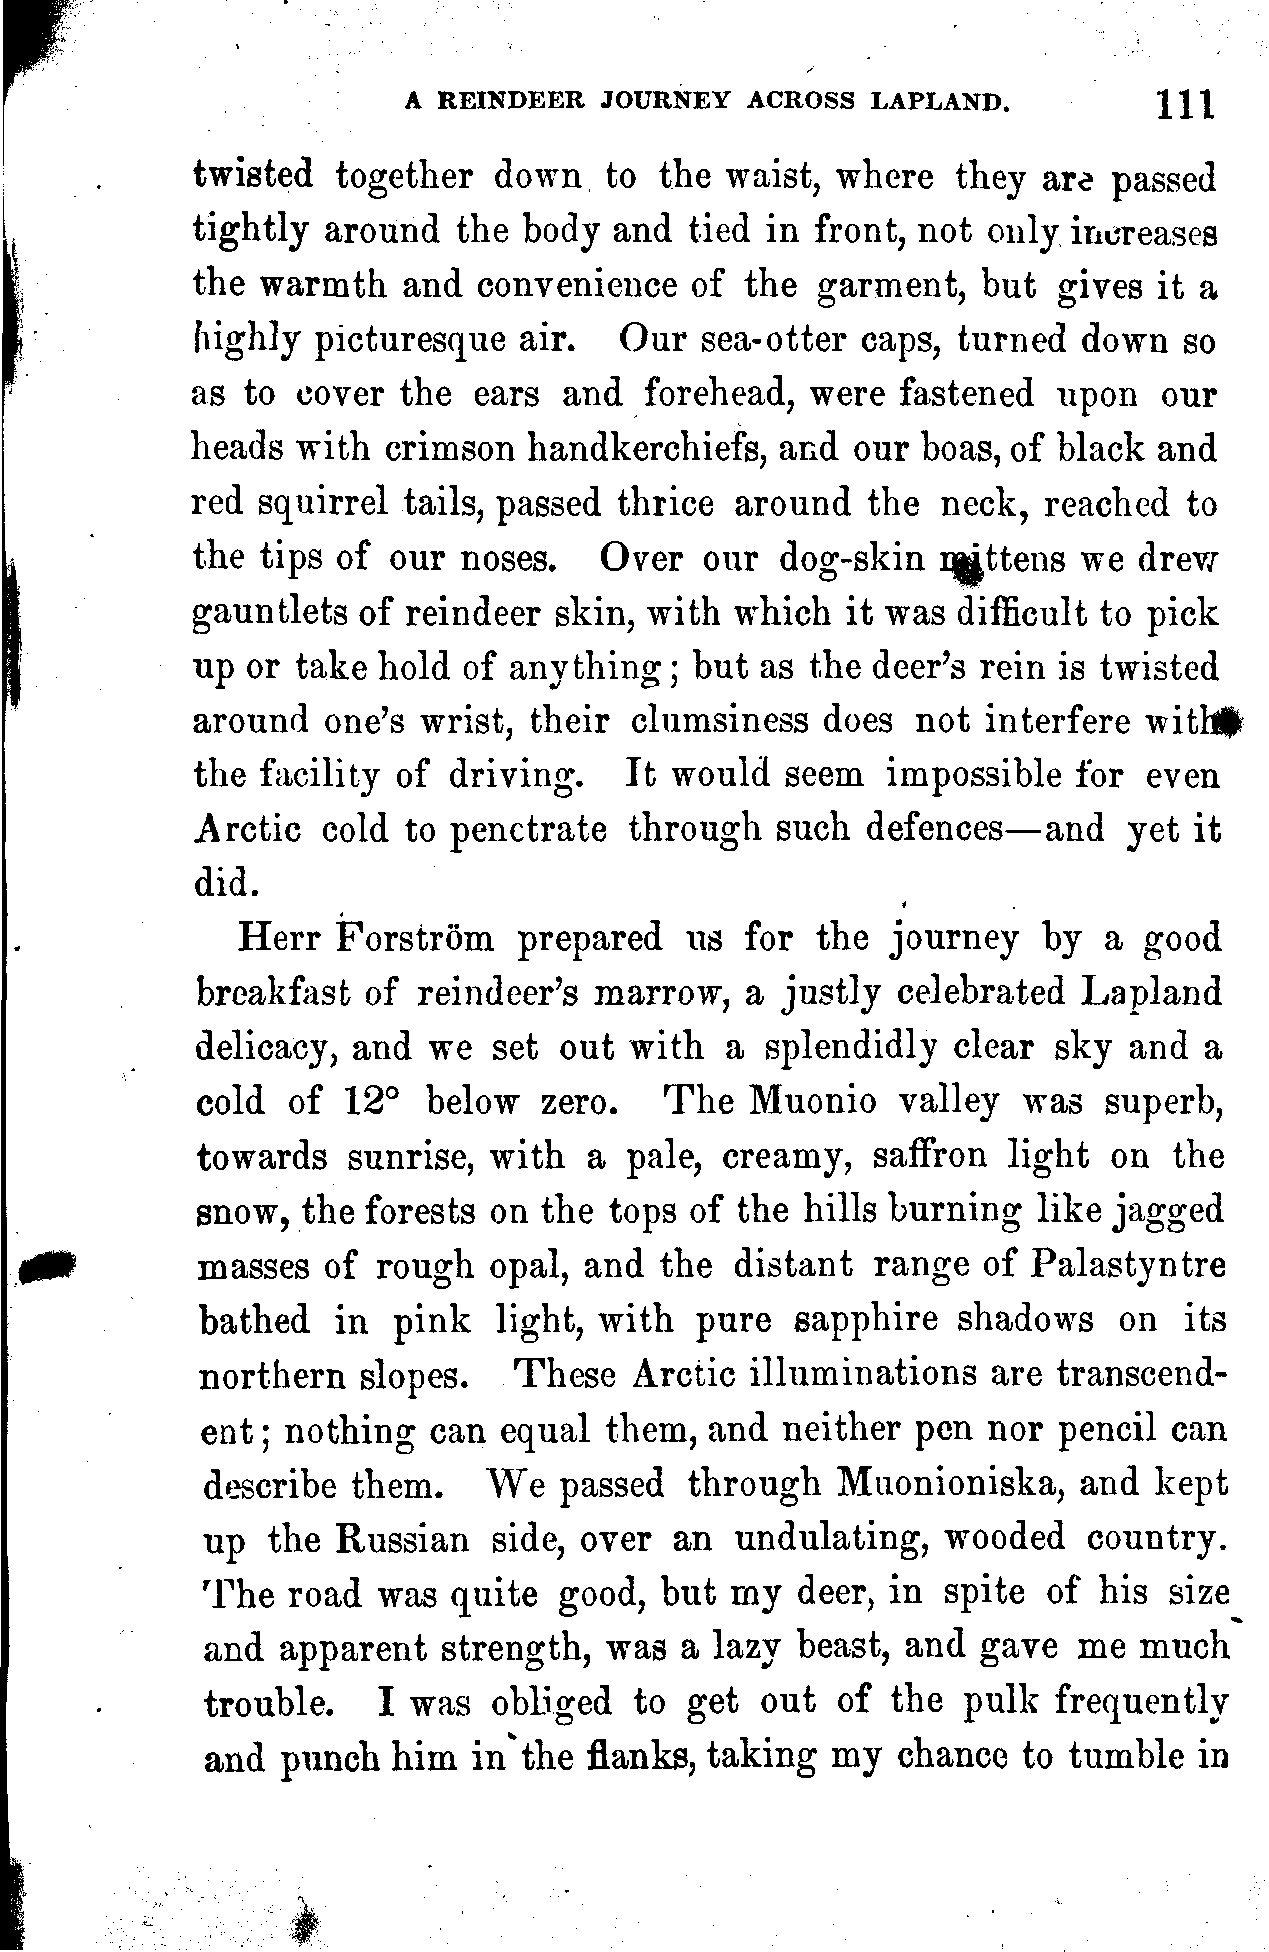 A REINDEER JOURNEY ACROSS LAPLAND. 111
twisted together down to the waist, where they are passed
tightly around the body and tied in front, not only increases
the warmth and convenience of the garment, but gives it a
highly picturesque air. Our sea-otter caps, turned down so
as to cover the ears and forehead, were fastened upon our
heads with crimson handkerchiefs, and our boas, of black and
red squirrel tails, passed thrice around the neck, reached to
the tips of our noses. Over our dog-skin mittens we drew
gauntlets of reindeer skin, with which it was difficult to pick
up or take hold of anything; but as the deer's rein is twisted
around one's wrist, their clumsiness does not interfere with
the facility of driving. It would seem impossible for even
Arctic cold to penetrate through such defences—and yet it
did.
Herr Forström prepared us for the journey by a good
breakfast of reindeer's marrow, a justly celebrated Lapland
delicacy, and we set out with a splendidly clear sky and a
cold of 12° below zero. The Muonio valley was superb,
towards sunrise, with a pale, creamy, saffron light on the
snow, the forests on the tops of the hills burning like jagged
masses of rough opal, and the distant range of Palastyntre
bathed in pink light, with pure sapphire shadows on its
northern slopes. These Arctic illuminations are transcend-
ent; nothing can equal them, and neither pen nor pencil can
describe them. We passed through Muonioniska, and kept
up the Russian side, over an undulating, wooded country.
The road was quite good, but my deer, in spite of his size
and apparent strength, was a lazy beast, and gave me much
trouble. I was obliged to get out of the pulk frequently
and punch him in the flanks, taking my chance to tumble in